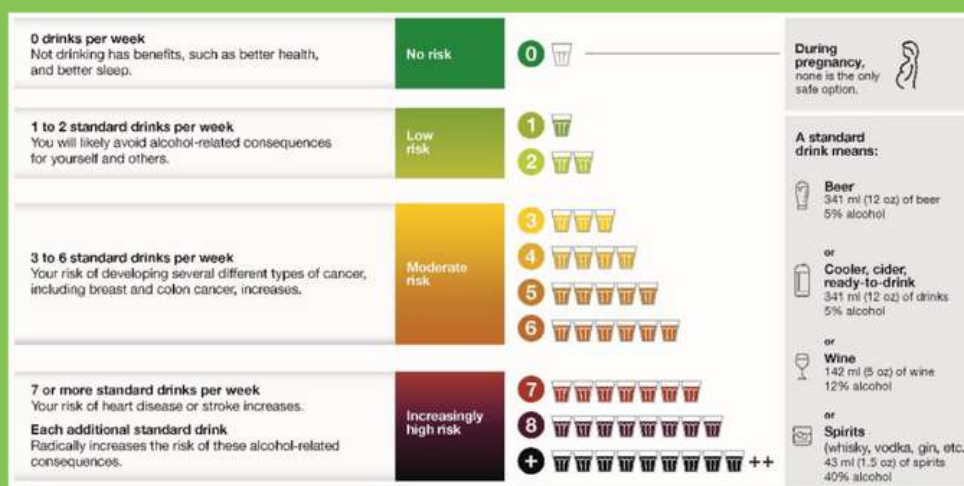 0 drinks per week
Not drinking has benefits, such as better health,
and better sleep.
No risk
0
During
pregnancy,
none is the only
safe option.
1 to 2 standard drinks per week
You will likely avoid alcohol-related consequences
for yourself and others.
Low
risk
1
2
3 to 6 standard drinks per week
Your risk of developing several different types of cancer,
including breast and colon cancer, increases.
Moderate
risk
3
4
5
6
7 or more standard drinks per week
Your risk of heart disease or stroke increases.
Each additional standard drink
Radically increases the risk of these alcohol-related
consequences.
Increasingly
high risk
7
8
+
++
A standard
drink means:
Beer
341 ml (12 oz) of beer
5% alcohol
or
Cooler, cider,
ready-to-drink
341 ml (12 oz) of drinks
5% alcohol
or
Wine
142 ml (5 oz) of wine
12% alcohol
or
Spirits
(whisky, vodka, gin, etc.
43 ml (1.5 oz) of spirits
40% alcohol